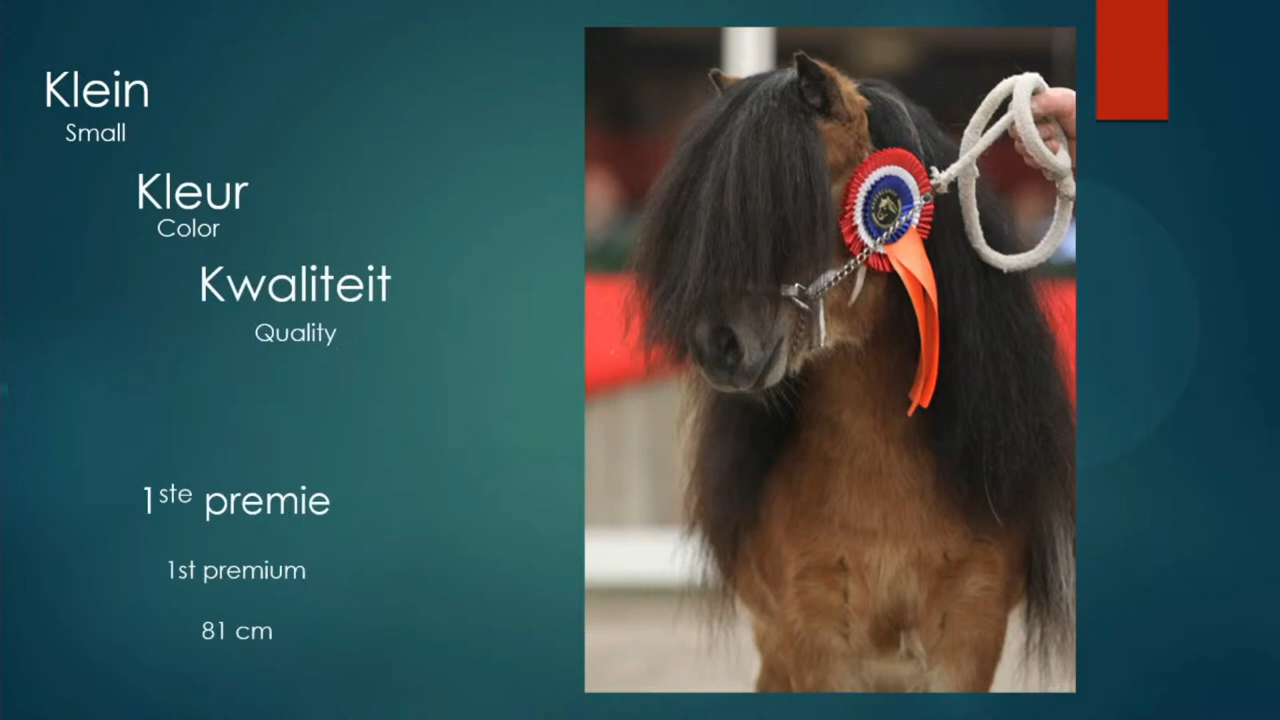 Klein
Small
Kleur
Color
Kwaliteit
Quality
1ste premie
1st premium
81 cm